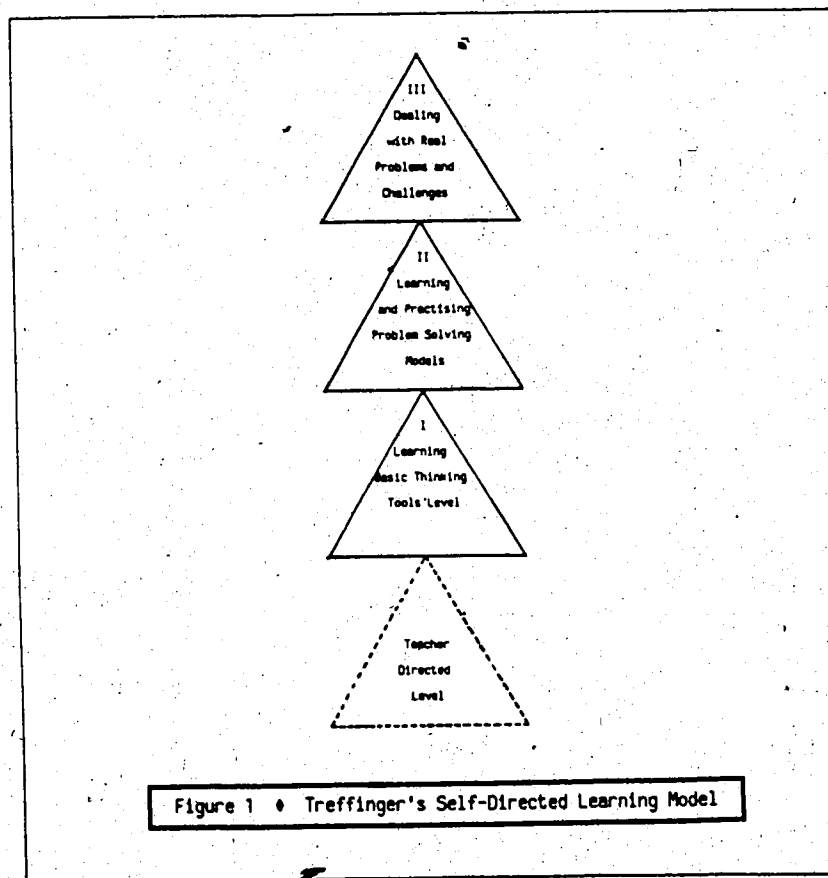 III
Dealing
with Real
Problems and
Challenges
II
Learning
and Practising
Problem Solving
Models
I
Learning
Basic Thinking
Tools Level
Teacher
Directed
Level
Figure 1 ♦ Treffinger's Self-Directed Learning Model